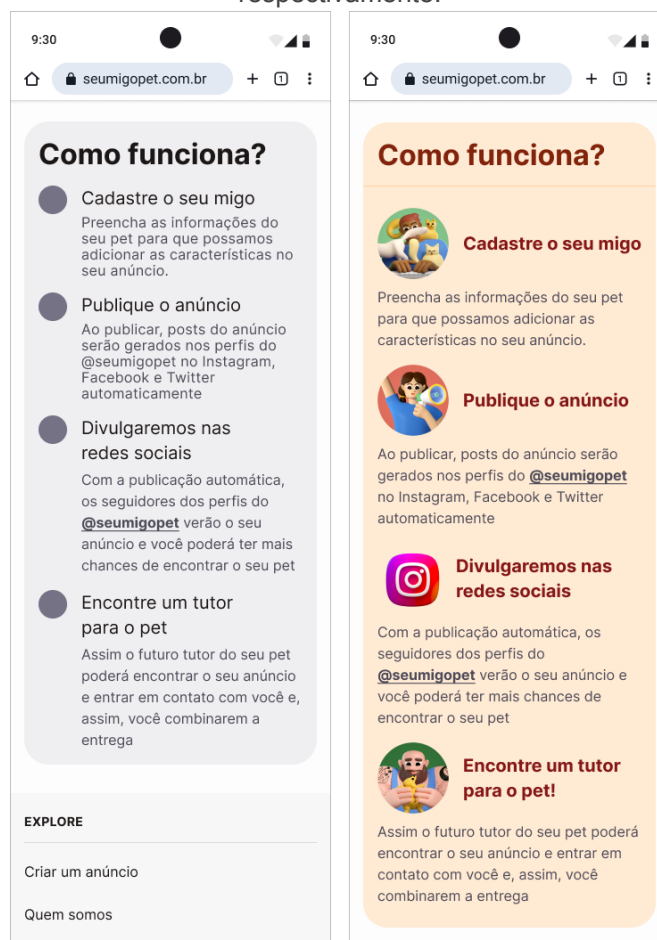 respectivamente.
9:30
seumigopet.com.br
1
Como funciona?
Cadastre o seu migo
Preencha as informações do
seu pet para que possamos
adicionar as características no
seu anúncio.
Publique o anúncio
Ao publicar, posts do anúncio
serão gerados nos perfis do
@seumigopet no Instagram,
Facebook e Twitter
automaticamente
Divulgaremos nas
redes sociais
Com a publicação automática,
os seguidores dos perfis do
@seumigopet verão o seu
anúncio e você poderá ter mais
chances de encontrar o seu pet
Encontre um tutor
para o pet
Assim o futuro tutor do seu pet
poderá encontrar o seu anúncio
e entrar em contato com você e,
assim, você combinarem a
entrega
EXPLORE
Criar um anúncio
Quem somos
9:30
seumigopet.com.br
1
Como funciona?
Cadastre o seu migo
Preencha as informações do seu pet
para que possamos adicionar as
características no seu anúncio.
Publique o anúncio
Ao publicar, posts do anúncio serão
gerados nos perfis do @seumigopet
no Instagram, Facebook e Twitter
automaticamente
Divulgaremos nas
redes sociais
Com a publicação automática, os
seguidores dos perfis do
@seumigopet verão o seu anúncio e
você poderá ter mais chances de
encontrar o seu pet
Encontre um tutor
para o pet!
Assim o futuro tutor do seu pet poderá
encontrar o seu anúncio e entrar em
contato com você e, assim, você
combinarem a entrega